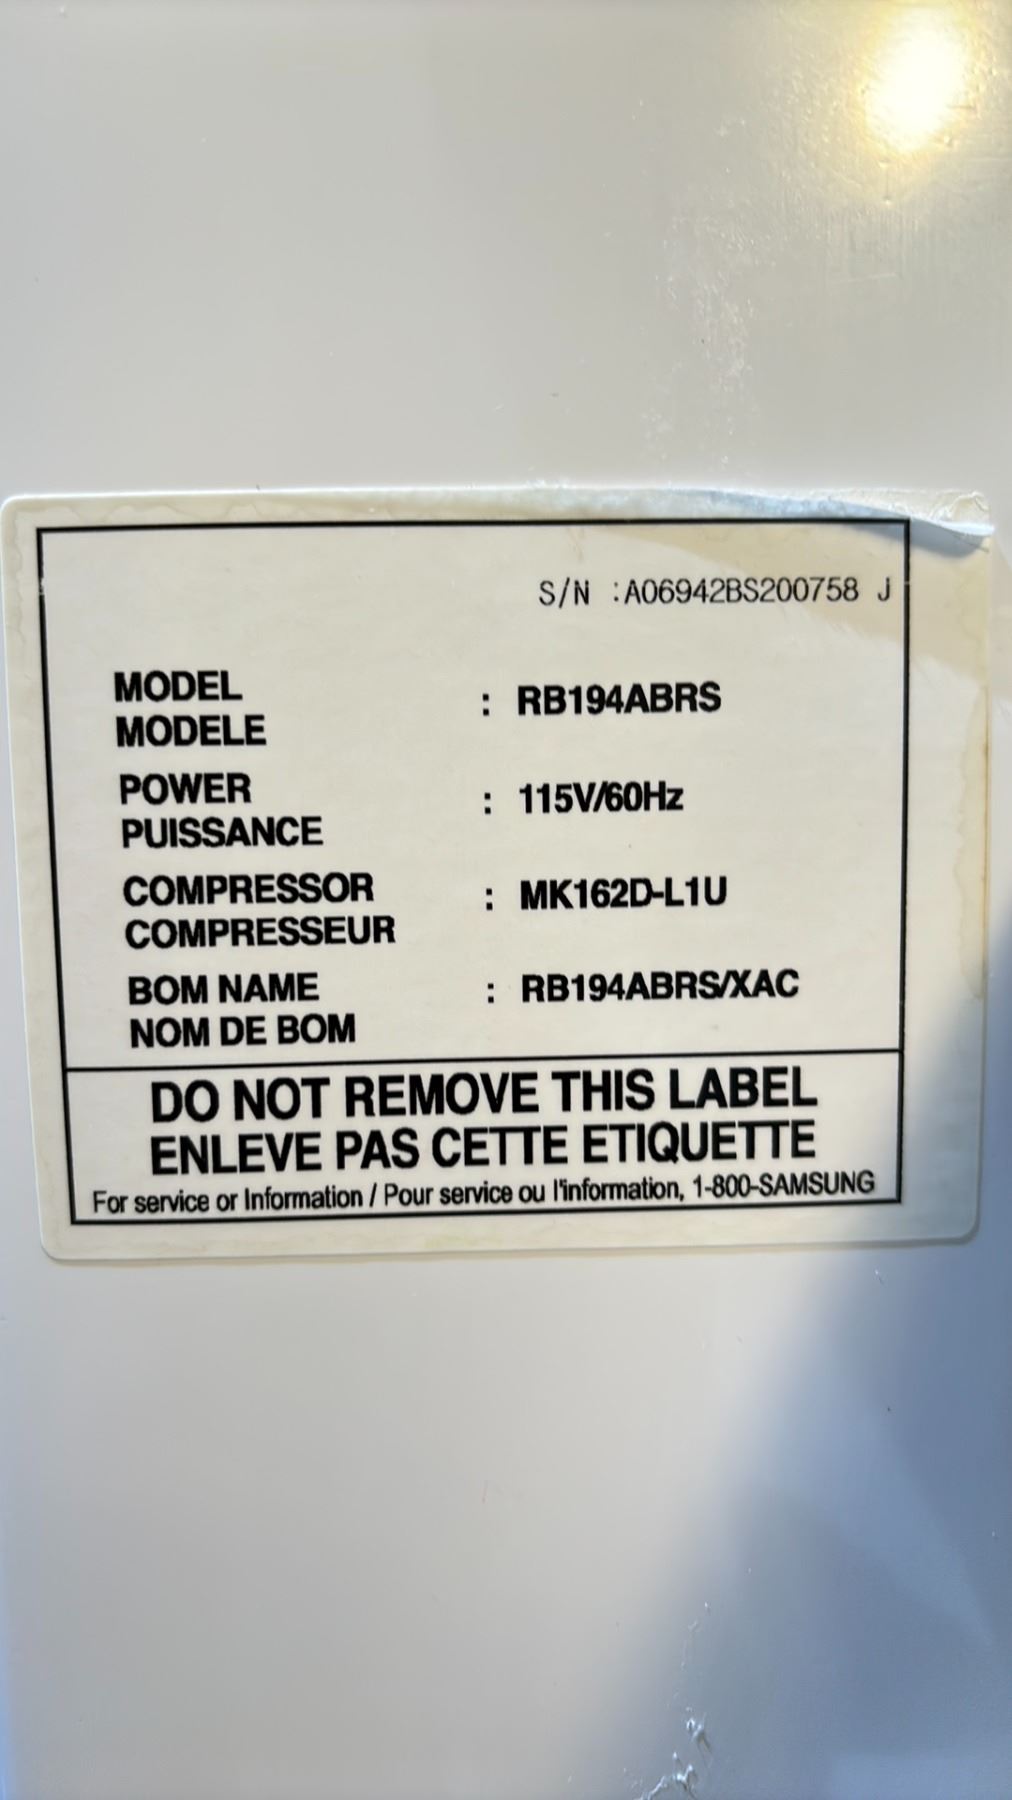 S/N :A06942BS200758 J
MODEL
MODELE : RB194ABRS
POWER
PUISSANCE : 115V/60Hz
COMPRESSOR
COMPRESSEUR : MK162D-L1U
BOM NAME
NOM DE BOM : RB194ABRS/XAC
DO NOT REMOVE THIS LABEL
ENLEVE PAS CETTE ETIQUETTE
For service or Information / Pour service ou l'information, 1-800-SAMSUNG